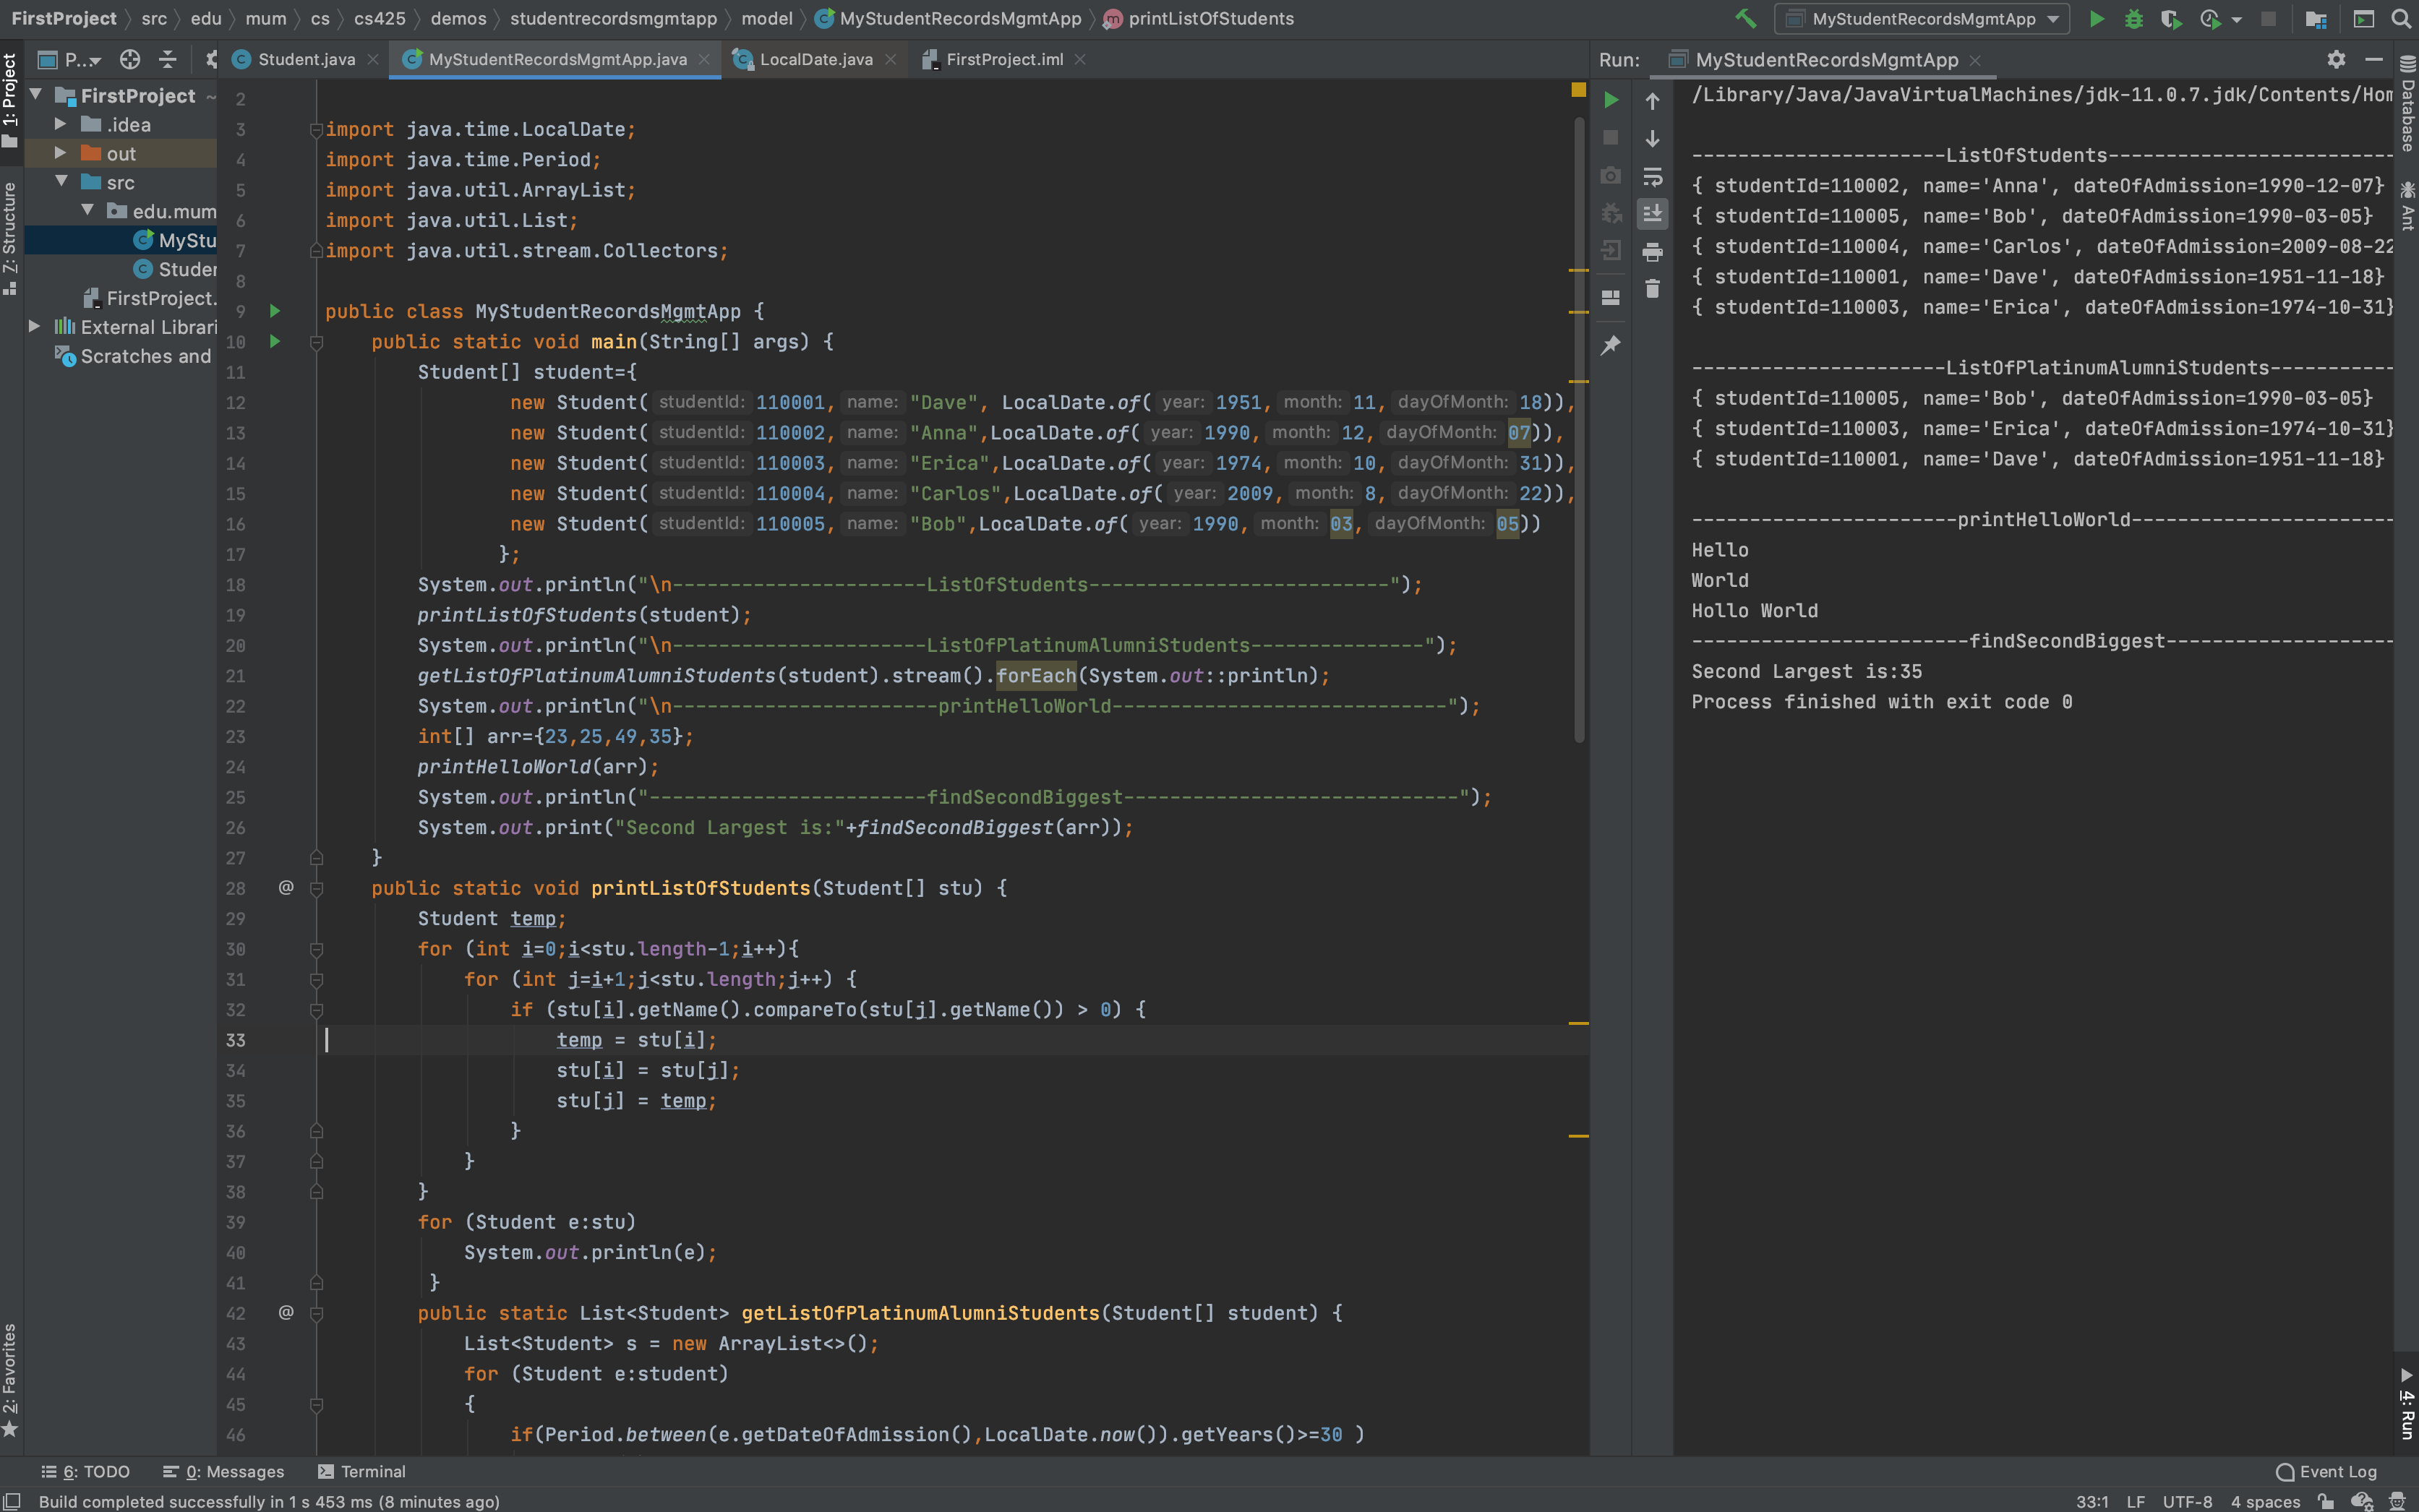 FirstProject src edu mum cs cs425 demos studentrecordsmgmtapp model MyStudentRecordsMgmtApp printListOfStudents
MyStudentRecordsMgmtApp
P...
Student.java
MyStudentRecordsMgmtApp.java
LocalDate.java
FirstProject.iml
1: Project
Z: Structure
2: Favorites
FirstProject ~
.idea
out
src
edu.mum
MyStu
Studen
FirstProject.
External Librari
Scratches and
2
3 import java.time.LocalDate;
4 import java.time.Period;
5 import java.util.ArrayList;
6 import java.util.List;
7 import java.util.stream.Collectors;
8
9 public class MyStudentRecordsMgmtApp {
10 public static void main(String[] args) {
11 Student[] student={
12 new Student( studentId: 110001, name: "Dave", LocalDate.of( year: 1951, month: 11, dayOfMonth: 18)),
13 new Student( studentId: 110002, name: "Anna",LocalDate.of( year: 1990, month: 12, dayOfMonth: 07)),
14 new Student( studentId: 110003, name: "Erica",LocalDate.of( year: 1974, month: 10, dayOfMonth: 31)),
15 new Student( studentId: 110004, name: "Carlos",LocalDate.of( year: 2009, month: 8, dayOfMonth: 22)),
16 new Student( studentId: 110005, name: "Bob",LocalDate.of( year: 1990, month: 03, dayOfMonth: 05))
17 };
18 System.out.println("\n----------------------ListOfStudents--------------------------");
19 printListOfStudents(student);
20 System.out.println("\n----------------------ListOfPlatinumAlumniStudents---------------");
21 getListOfPlatinumAlumniStudents(student).stream().forEach(System.out::println);
22 System.out.println("\n-----------------------printHelloWorld-----------------------------");
23 int[] arr={23,25,49,35};
24 printHelloWorld(arr);
25 System.out.println("------------------------findSecondBiggest-----------------------------");
26 System.out.print("Second Largest is:"+findSecondBiggest(arr));
27 }
28 @ public static void printListOfStudents(Student[] stu) {
29 Student temp;
30 for (int i=0;i<stu.length-1;i++){
31 for (int j=i+1;j<stu.length;j++) {
32 if (stu[i].getName().compareTo(stu[j].getName()) > 0) {
33 temp = stu[i];
34 stu[i] = stu[j];
35 stu[j] = temp;
36 }
37 }
38 }
39 for (Student e:stu)
40 System.out.println(e);
41 }
42 @ public static List<Student> getListOfPlatinumAlumniStudents(Student[] student) {
43 List<Student> s = new ArrayList<>();
44 for (Student e:student)
45 {
46 if(Period.between(e.getDateOfAdmission(),LocalDate.now()).getYears()>=30 )
Run: MyStudentRecordsMgmtApp
/Library/Java/JavaVirtualMachines/jdk-11.0.7.jdk/Contents/Hom
----------------------ListOfStudents-------------------------
{ studentId=110002, name='Anna', dateOfAdmission=1990-12-07}
{ studentId=110005, name='Bob', dateOfAdmission=1990-03-05}
{ studentId=110004, name='Carlos', dateOfAdmission=2009-08-22
{ studentId=110001, name='Dave', dateOfAdmission=1951-11-18}
{ studentId=110003, name='Erica', dateOfAdmission=1974-10-31}
----------------------ListOfPlatinumAlumniStudents-----------
{ studentId=110005, name='Bob', dateOfAdmission=1990-03-05}
{ studentId=110003, name='Erica', dateOfAdmission=1974-10-31}
{ studentId=110001, name='Dave', dateOfAdmission=1951-11-18}
-----------------------printHelloWorld-----------------------
Hello
World
Hollo World
------------------------findSecondBiggest--------------------
Second Largest is:35
Process finished with exit code 0
Database
Ant
4: Run
6: TODO
0: Messages
Terminal
Event Log
Build completed successfully in 1 s 453 ms (8 minutes ago)
33:1 LF UTF-8 4 spaces